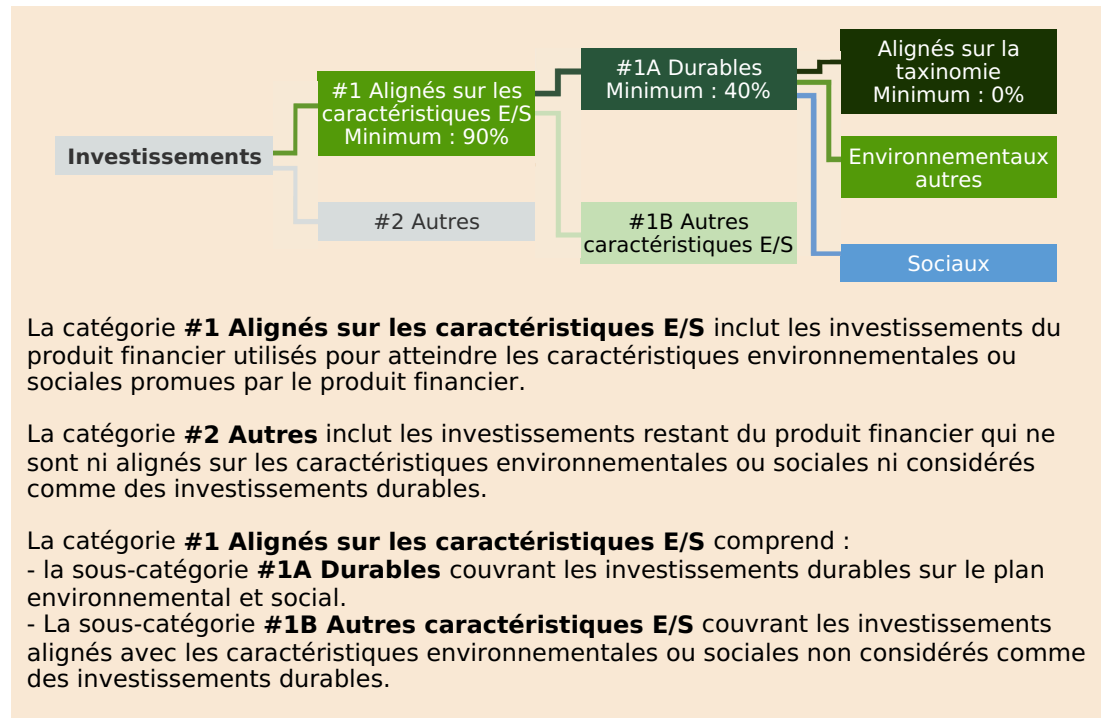 Investissements
#1 Alignés sur les
caractéristiques E/S
Minimum : 90%
#2 Autres
#1A Durables
Minimum : 40%
#1B Autres
caractéristiques E/S
Alignés sur la
taxinomie
Minimum : 0%
Environnementaux
autres
Sociaux
La catégorie #1 Alignés sur les caractéristiques E/S inclut les investissements du
produit financier utilisés pour atteindre les caractéristiques environnementales ou
sociales promues par le produit financier.
La catégorie #2 Autres inclut les investissements restant du produit financier qui ne
sont ni alignés sur les caractéristiques environnementales ou sociales ni considérés
comme des investissements durables.
La catégorie #1 Alignés sur les caractéristiques E/S comprend :
- la sous-catégorie #1A Durables couvrant les investissements durables sur le plan
environnemental et social.
- La sous-catégorie #1B Autres caractéristiques E/S couvrant les investissements
alignés avec les caractéristiques environnementales ou sociales non considérés comme
des investissements durables.